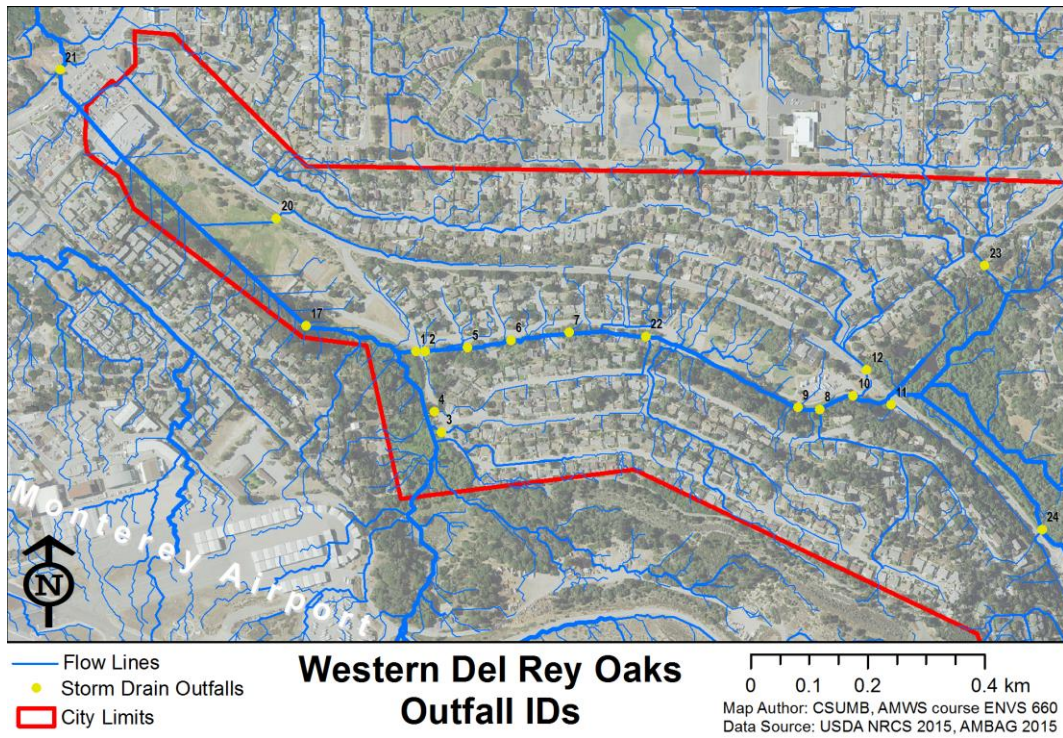 21
20
23
17
1 2
5
6
7
22
12
10
9
8
11
4
3
24
Monterey Airport
N
Flow Lines
Storm Drain Outfalls
City Limits
Western Del Rey Oaks
Outfall IDs
0 0.1 0.2 0.4 km
Map Author: CSUMB, AMWS course ENVS 660
Data Source: USDA NRCS 2015, AMBAG 2015